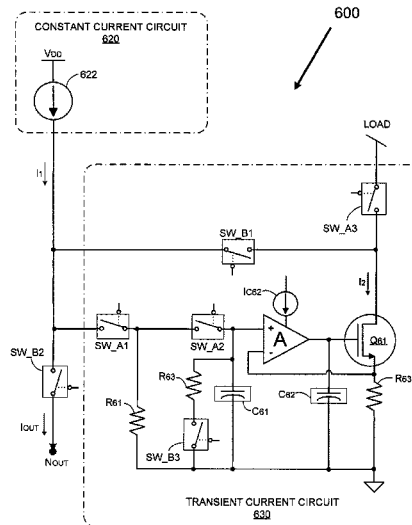 CONSTANT CURRENT CIRCUIT
620
600
VDD
622
LOAD
I1
SW_A3
SW_B1
IC62
I2
SW_A1
SW_A2
+
-
A
Q61
SW_B2
R63
R61
C61
C62
R63
IOUT
SW_B3
NOUT
TRANSIENT CURRENT CIRCUIT
630